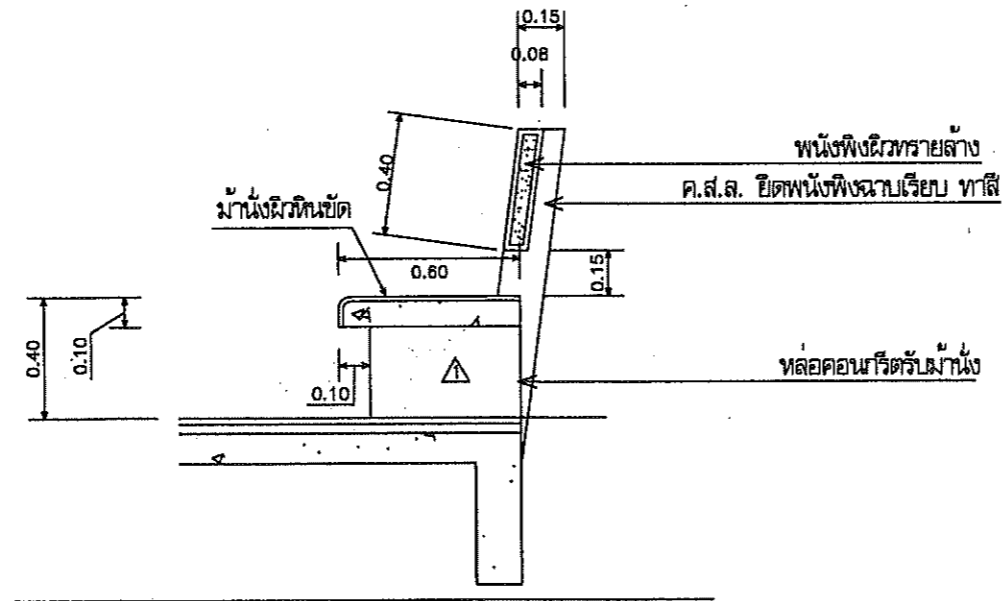 0.15
0.08
พนังพิงผิวทรายล้าง
ค.ส.ล. ยึดพนังพิงฉาบเรียบ ทาสี
0.40
ม้านั่งผิวหินขัด
0.60
0.15
0.40
0.10
0.10
1
หล่อคอนกรีตรับม้านั่ง